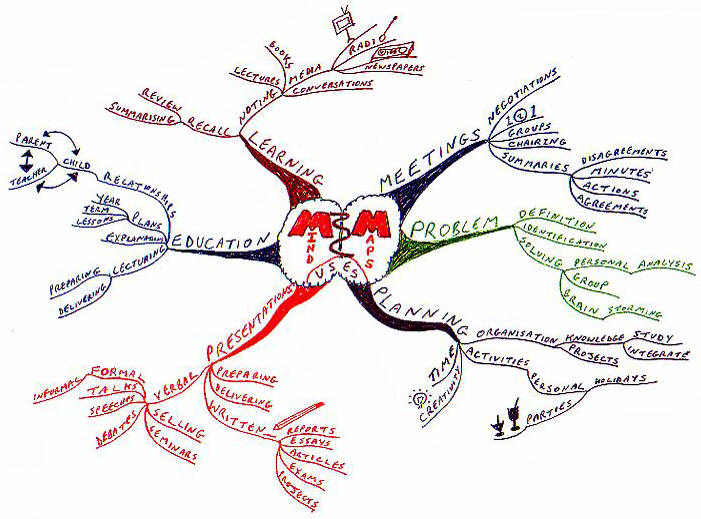 MIND MAPS
USES
LEARNING
NOTING
MEDIA
RADIO
VIDEO
NEWSPAPERS
BOOKS
LECTURES
CONVERSATIONS
RECALL
REVIEW
SUMMARISING
MEETINGS
NEGOTIATIONS
1 2 1
GROUPS
CHAIRING
SUMMARIES
DISAGREEMENTS
MINUTES
ACTIONS
AGREEMENTS
PROBLEM
DEFINITION
IDENTIFICATION
SOLVING
PERSONAL ANALYSIS
GROUP
BRAIN STORMING
PLANNING
ORGANISATION
KNOWLEDGE
STUDY
INTEGRATE
PROJECTS
ACTIVITIES
PERSONAL
HOLIDAYS
PARTIES
TIME
CREATIVITY
PRESENTATIONS
PREPARING
DELIVERING
WRITTEN
REPORTS
ESSAYS
ARTICLES
EXAMS
PROJECTS
VERBAL
FORMAL
INFORMAL
TALKS
SPEECHES
DEBATES
SELLING
SEMINARS
EDUCATION
RELATIONSHIPS
CHILD
PARENT
TEACHER
PLANS
YEAR
TERM
LESSONS
EXPLANATIONS
LECTURING
PREPARING
DELIVERING